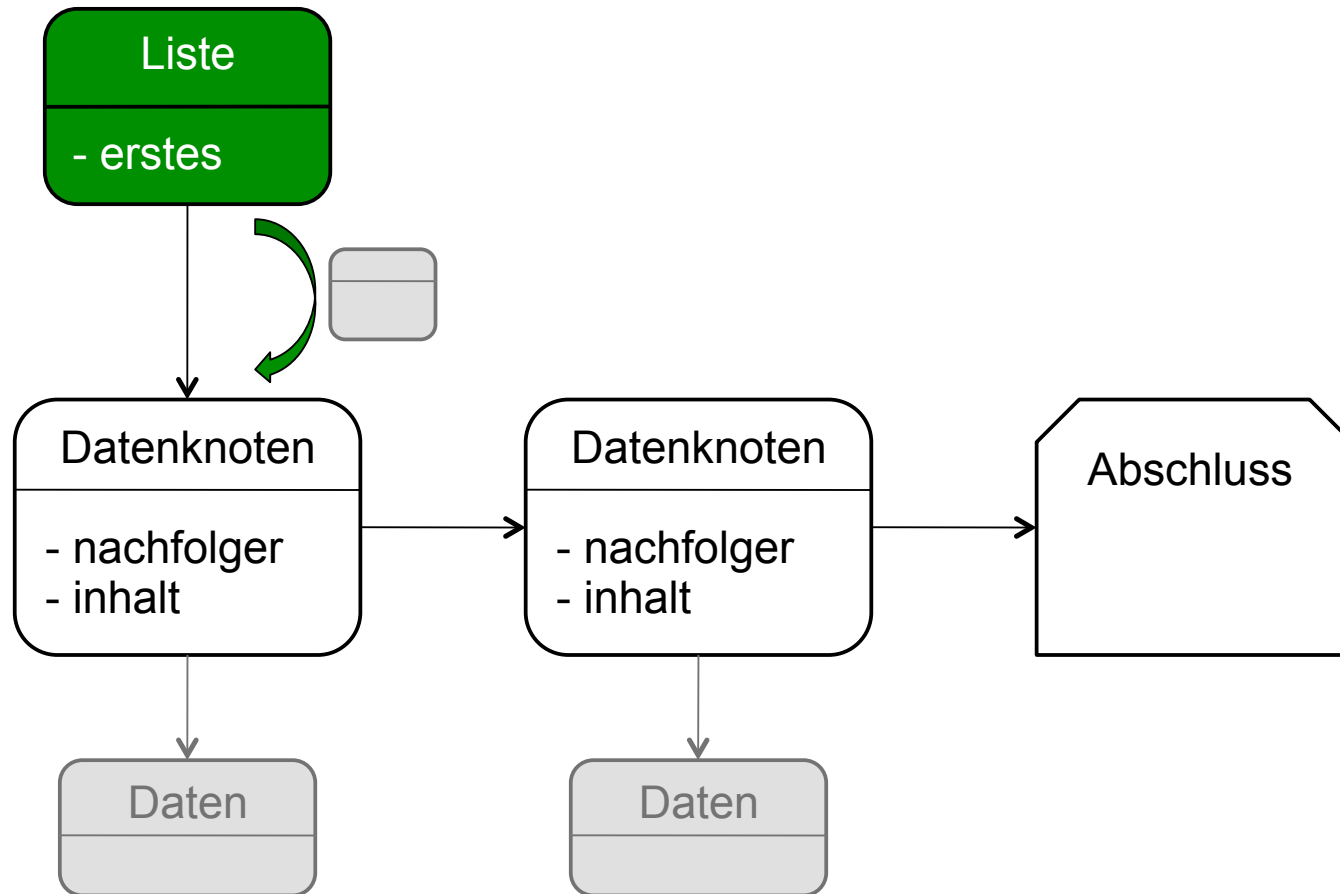 Liste
- erstes
Datenknoten
- nachfolger
- inhalt
Datenknoten
- nachfolger
- inhalt
Abschluss
Daten
Daten